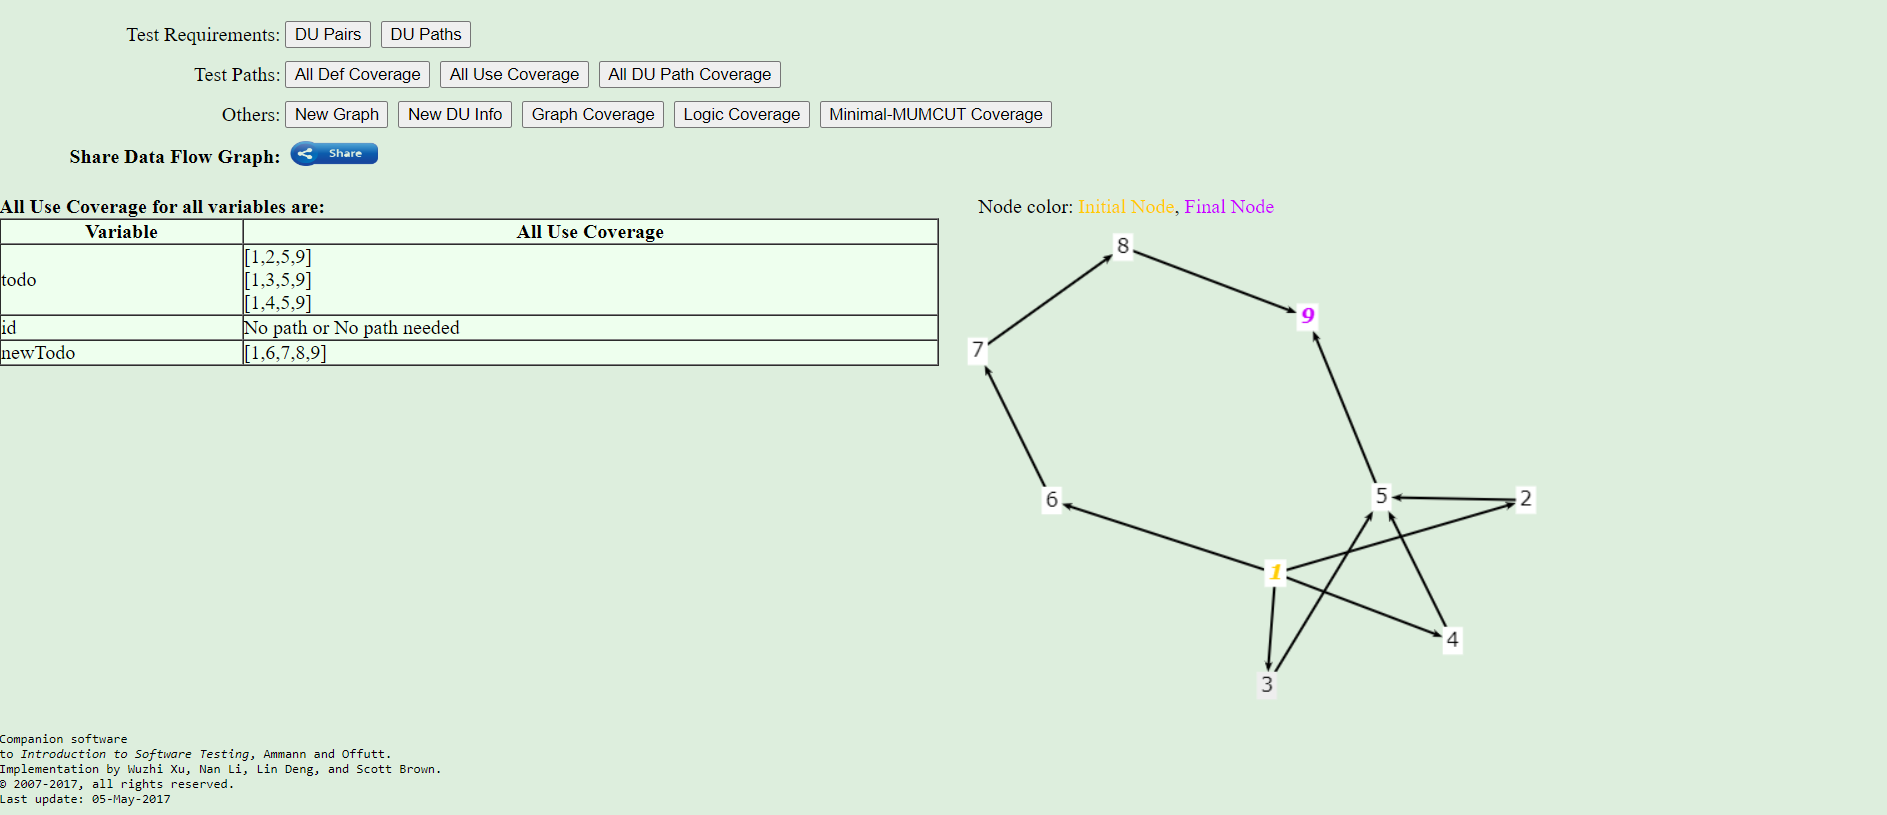 Test Requirements: DU Pairs DU Paths
Test Paths: All Def Coverage All Use Coverage All DU Path Coverage
Others: New Graph New DU Info Graph Coverage Logic Coverage Minimal-MUMCUT Coverage
Share Data Flow Graph: Share
All Use Coverage for all variables are:
Variable All Use Coverage
todo [1,2,5,9]
[1,3,5,9]
[1,4,5,9]
id No path or No path needed
newTodo [1,6,7,8,9]
Node color: Initial Node, Final Node
8
9
7
6
5
2
1
4
3
Companion software
to Introduction to Software Testing, Ammann and Offutt.
Implementation by Wuzhi Xu, Nan Li, Lin Deng, and Scott Brown.
© 2007-2017, all rights reserved.
Last update: 05-May-2017